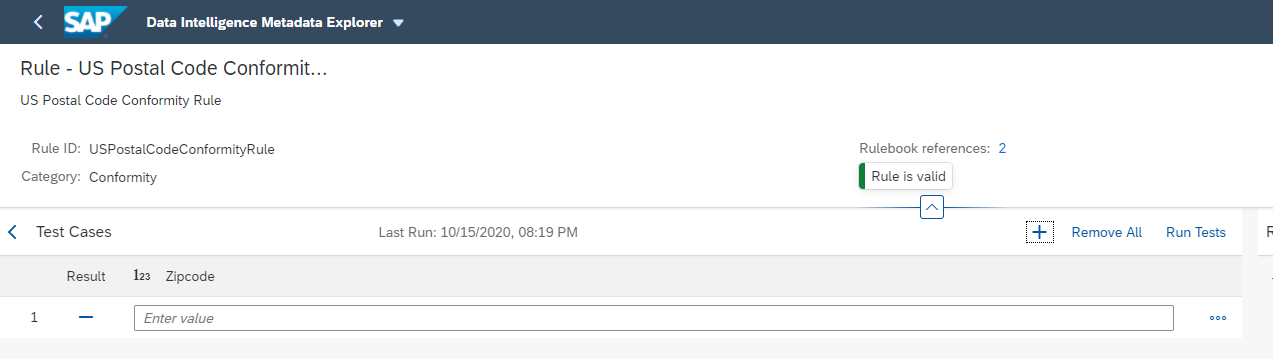 SAP Data Intelligence Metadata Explorer
Rule - US Postal Code Conformit...
US Postal Code Conformity Rule
Rule ID: USPostalCodeConformityRule
Rulebook references: 2
Category: Conformity
Rule is valid
Test Cases
Last Run: 10/15/2020, 08:19 PM
Remove All
Run Tests
Result
123 Zipcode
1
Enter value